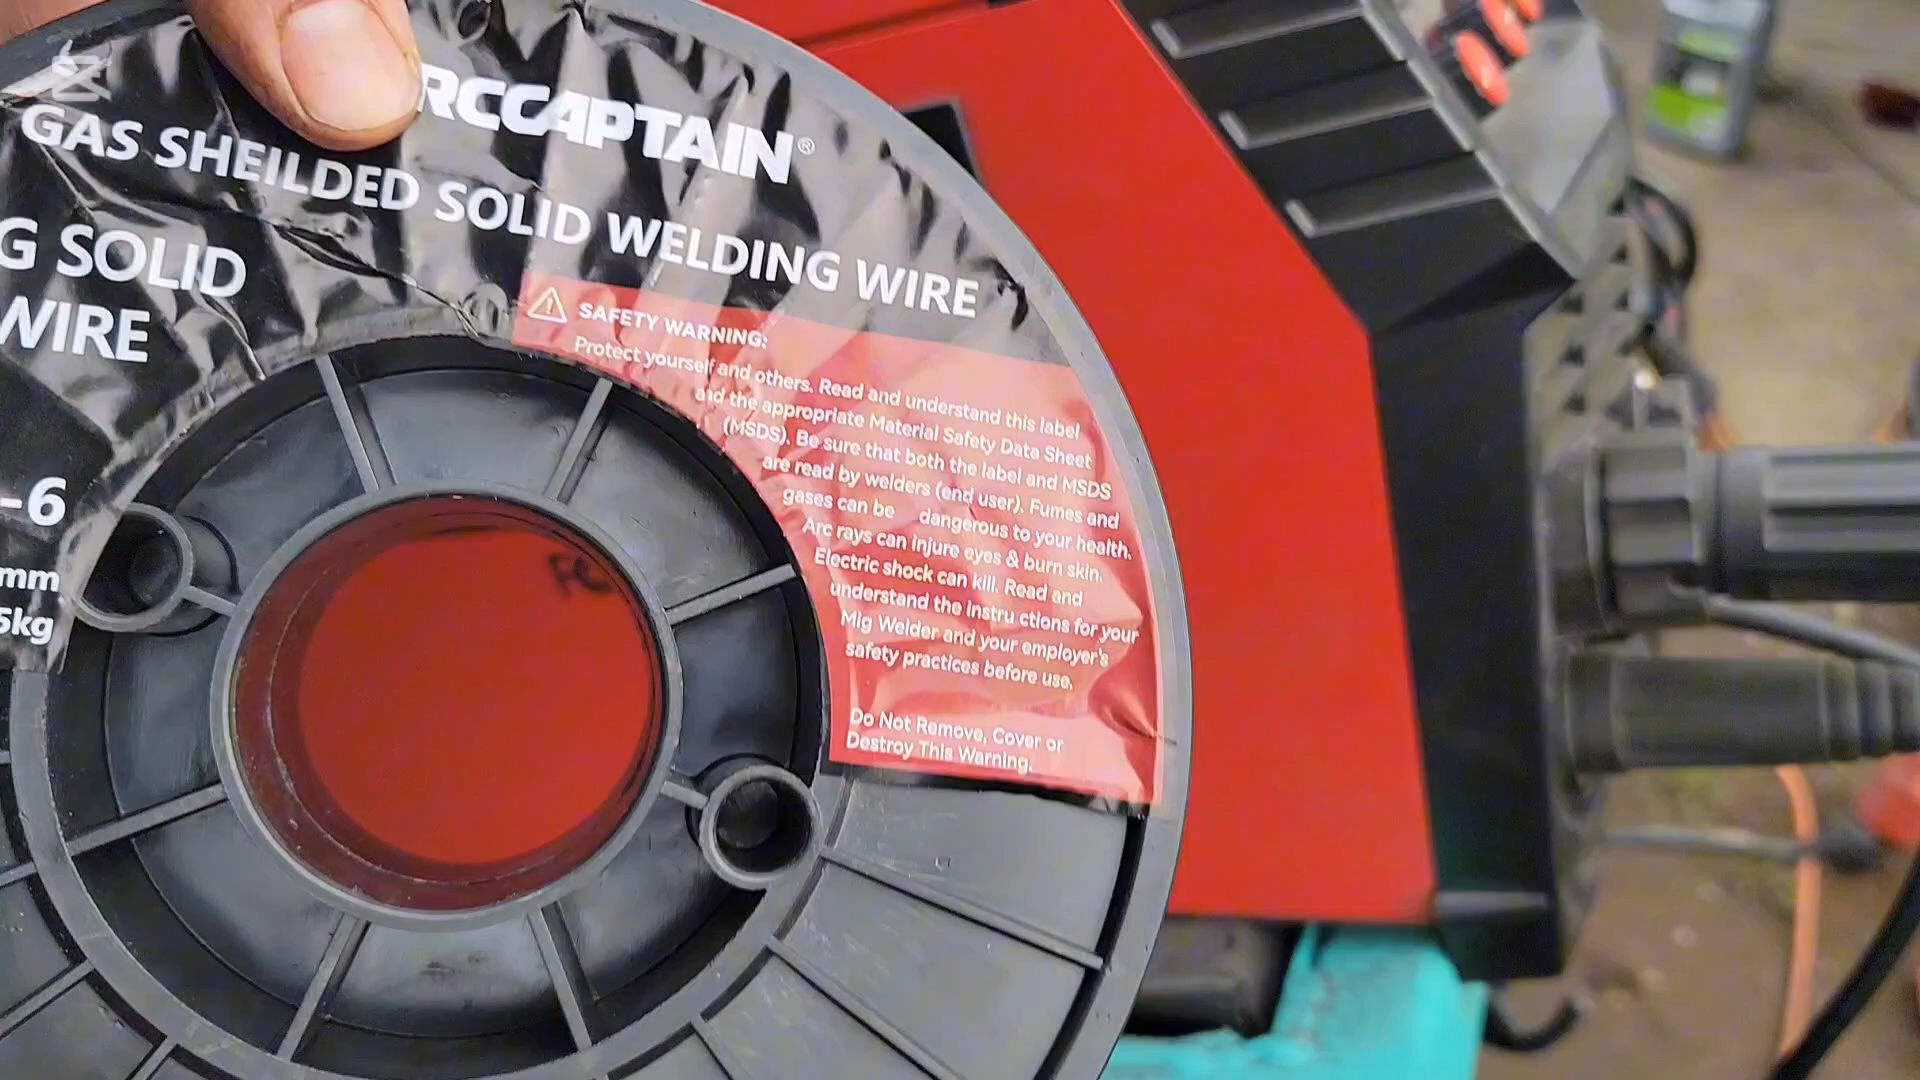 RCCAPTAIN®
GAS SHEILDED SOLID WELDING WIRE
G SOLID
WIRE
-6
mm
5kg
SAFETY WARNING:
Protect yourself and others. Read and understand this label
and the appropriate Material Safety Data Sheet
(MSDS). Be sure that both the label and MSDS
are read by welders (end user). Fumes and
gases can be dangerous to your health.
Arc rays can injure eyes & burn skin.
Electric shock can kill. Read and
understand the instru ctions for your
Mig Welder and your employer's
safety practices before use.
Do Not Remove, Cover or
Destroy This Warning.